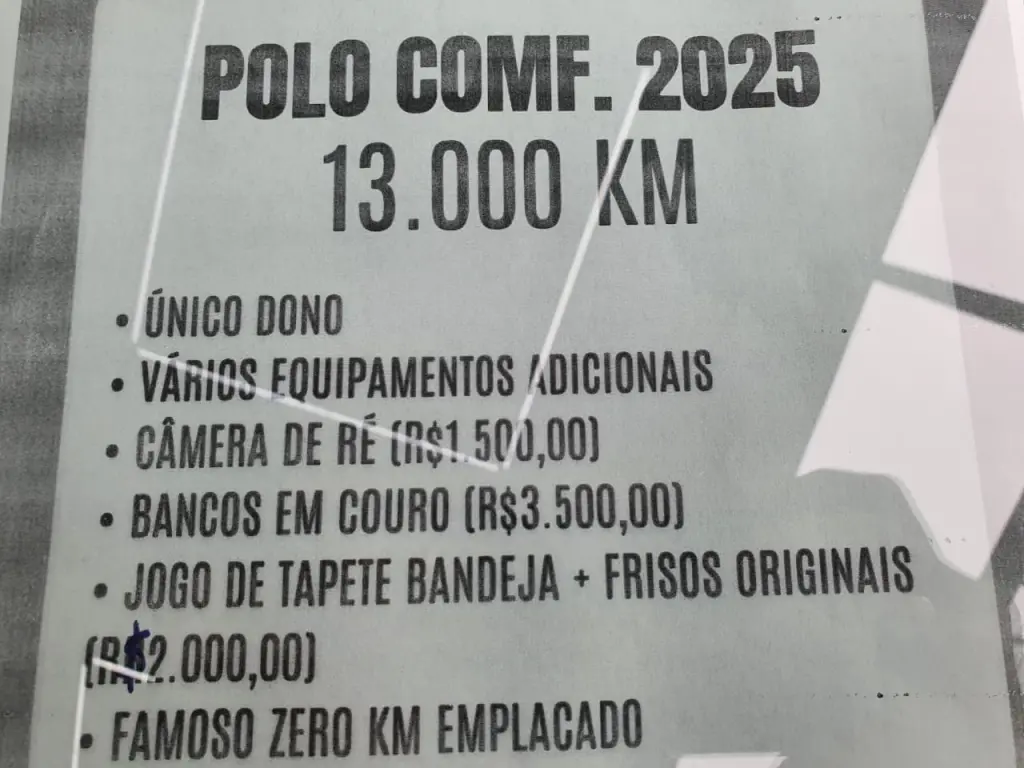 POLO COMF. 2025
13.000 KM
• ÚNICO DONO
• VÁRIOS EQUIPAMENTOS ADICIONAIS
• CÂMERA DE RÉ (R$1.500,00)
• BANCOS EM COURO (R$3.500,00)
• JOGO DE TAPETE BANDEJA + FRISOS ORIGINAIS
(R$2.000,00)
• FAMOSO ZERO KM EMPLACADO